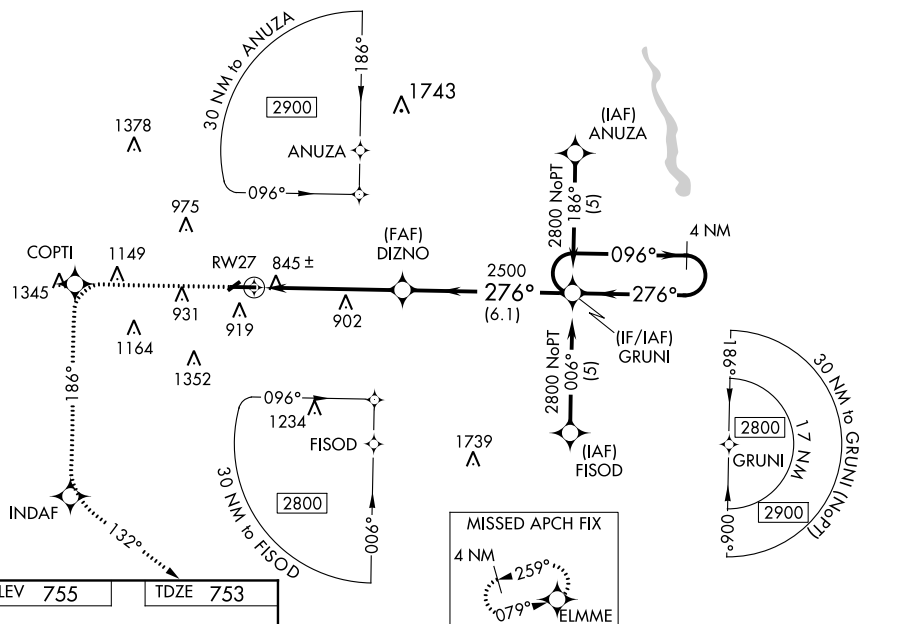 30 NM to ANUZA
186°
2900
1743
1378
ANUZA
096°
(IAF)
ANUZA
2800 NoPT
186°
(5)
4 NM
096°
276°
975
COPTI
1149
1345
RW27
845 ±
(FAF)
DIZNO
2500
276°
(6.1)
931
919
902
(IF/IAF)
GRUNI
1164
1352
186°
2800 NoPT
006°
(5)
(IAF)
FISOD
096°
1234
FISOD
2800
006°
30 NM to FISOD
1739
186°
30 NM to GRUNI (NoPT)
2800
17 NM
GRUNI
2900
006°
INDAF
132°
MISSED APCH FIX
4 NM
259°
079°
ELMME
LEV 755
TDZE 753